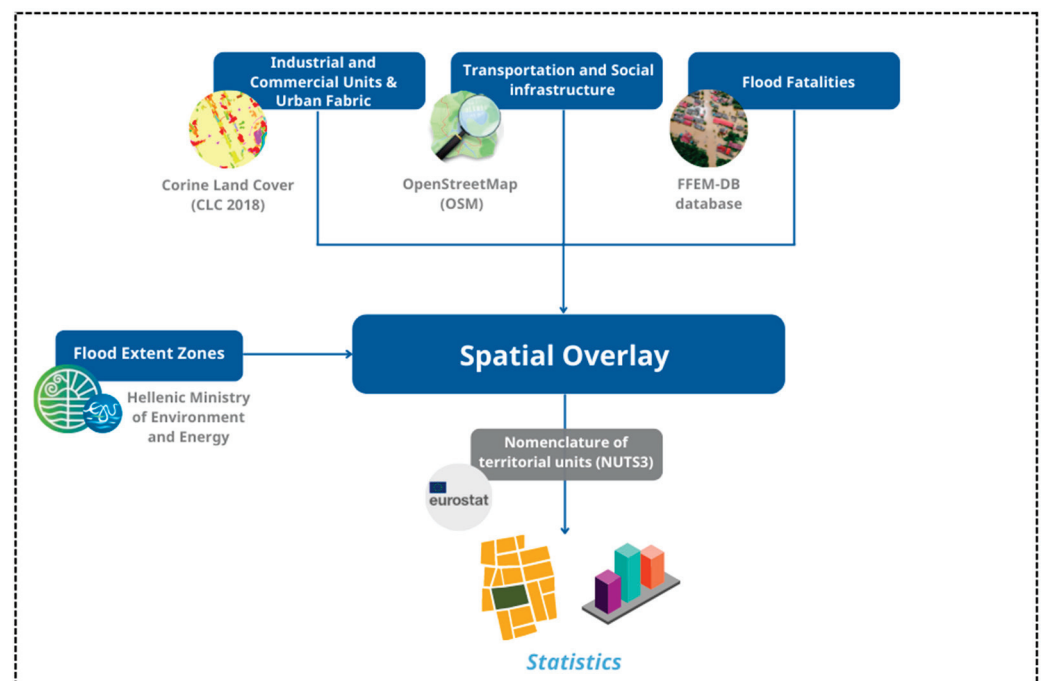 Industrial and
Commercial Units &
Urban Fabric
Transportation and Social
infrastructure
Flood Fatalities
Corine Land Cover
(CLC 2018)
OpenStreetMap
(OSM)
FFEM-DB
database
Flood Extent Zones
Spatial Overlay
Hellenic Ministry
of Environment
and Energy
Nomenclature of
territorial units (NUTS3)
eurostat
Statistics